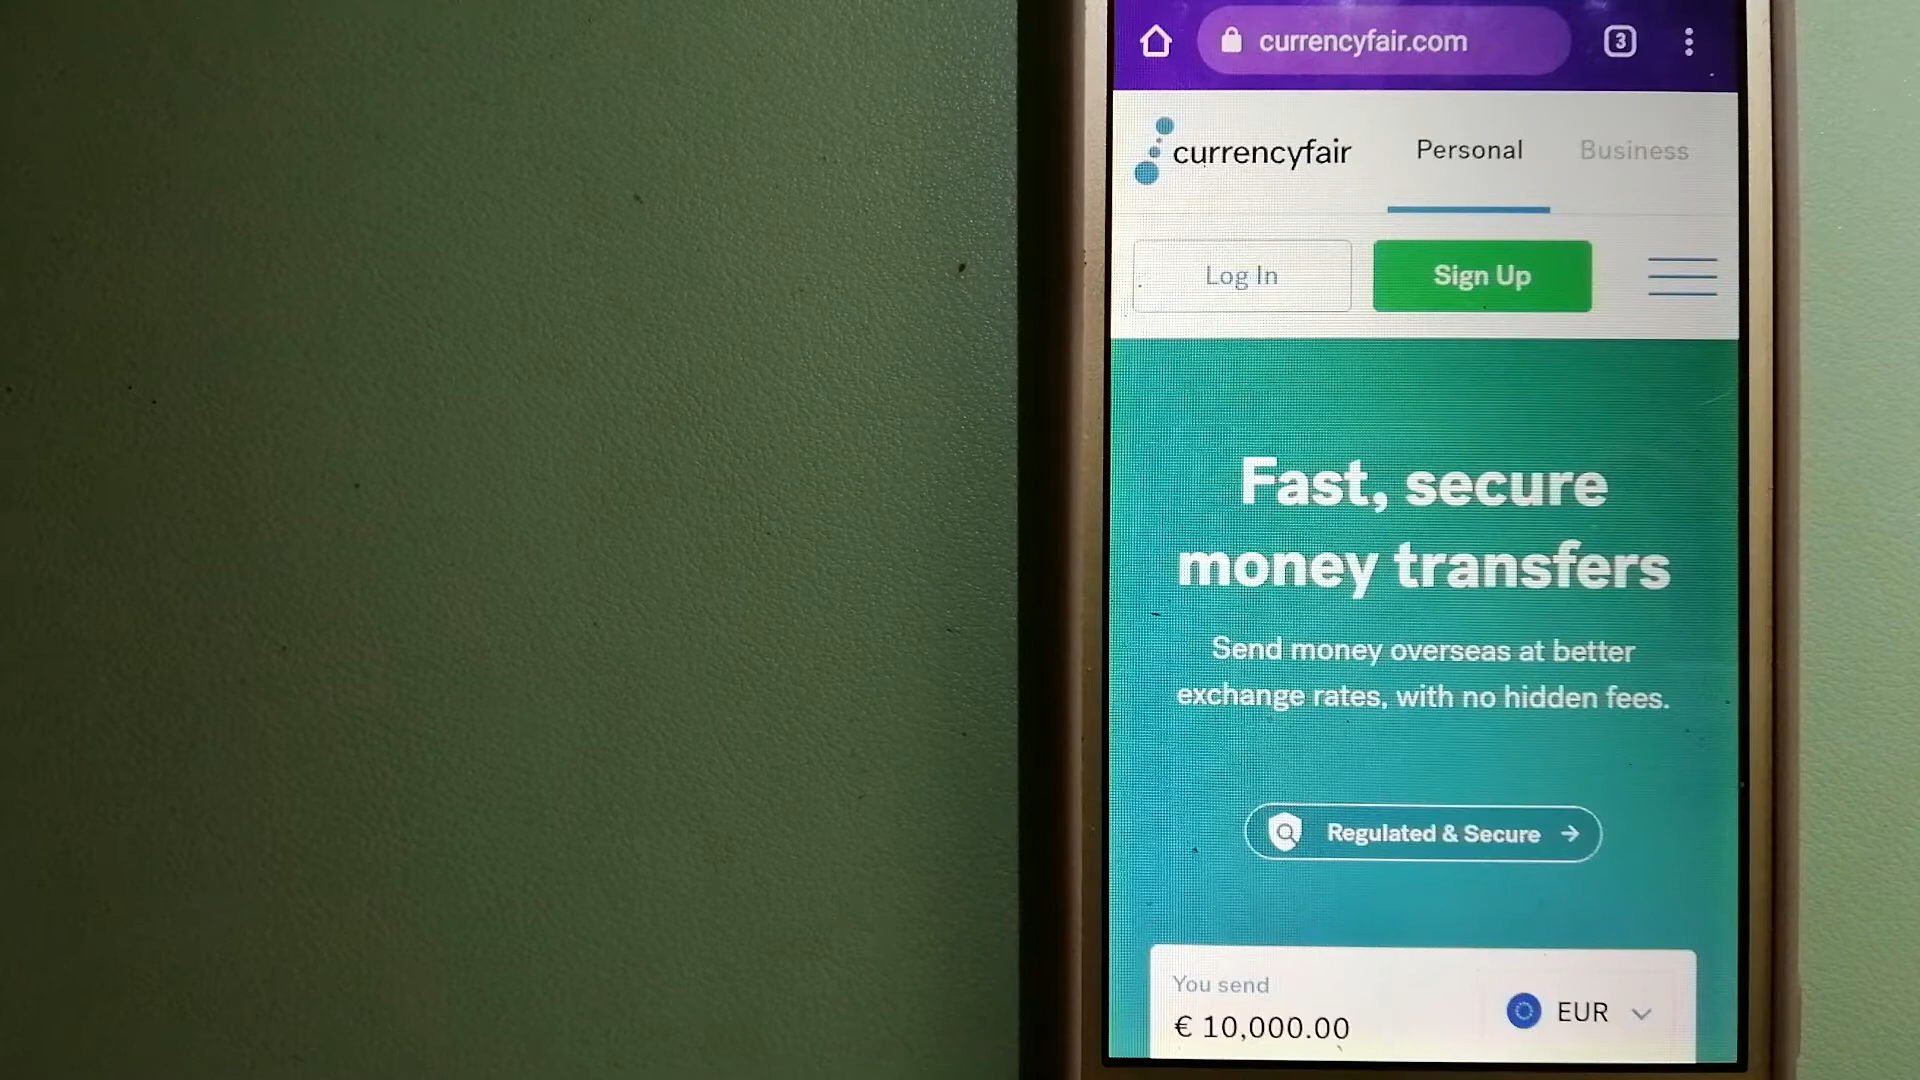 currencyfair.com
3
currencyfair
Personal
Business
Log In
Sign Up
Fast, secure
money transfers
Send money overseas at better
exchange rates, with no hidden fees.
Regulated & Secure →
You send
€ 10,000.00
EUR